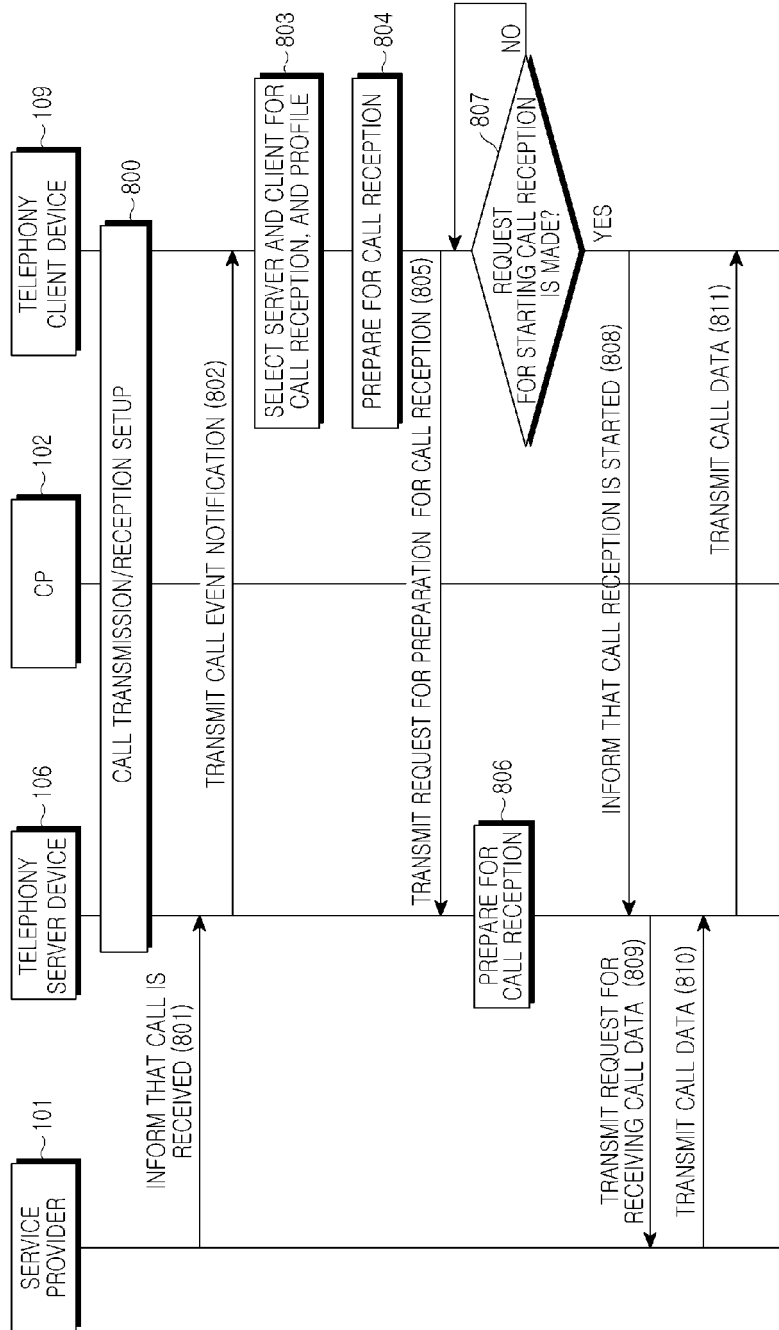 SERVICE
PROVIDER
101
TELEPHONY
SERVER DEVICE
106
CP
102
TELEPHONY
CLIENT DEVICE
109
CALL TRANSMISSION/RECEPTION SETUP
800
INFORM THAT CALL IS
RECEIVED (801)
TRANSMIT CALL EVENT NOTIFICATION (802)
SELECT SERVER AND CLIENT FOR
CALL RECEPTION, AND PROFILE
803
PREPARE FOR CALL RECEPTION
804
TRANSMIT REQUEST FOR PREPARATION FOR CALL RECEPTION (805)
PREPARE FOR
CALL RECEPTION
806
REQUEST
FOR STARTING CALL RECEPTION
IS MADE?
807
NO
YES
INFORM THAT CALL RECEPTION IS STARTED (808)
TRANSMIT REQUEST FOR
RECEIVING CALL DATA (809)
TRANSMIT CALL DATA (810)
TRANSMIT CALL DATA (811)